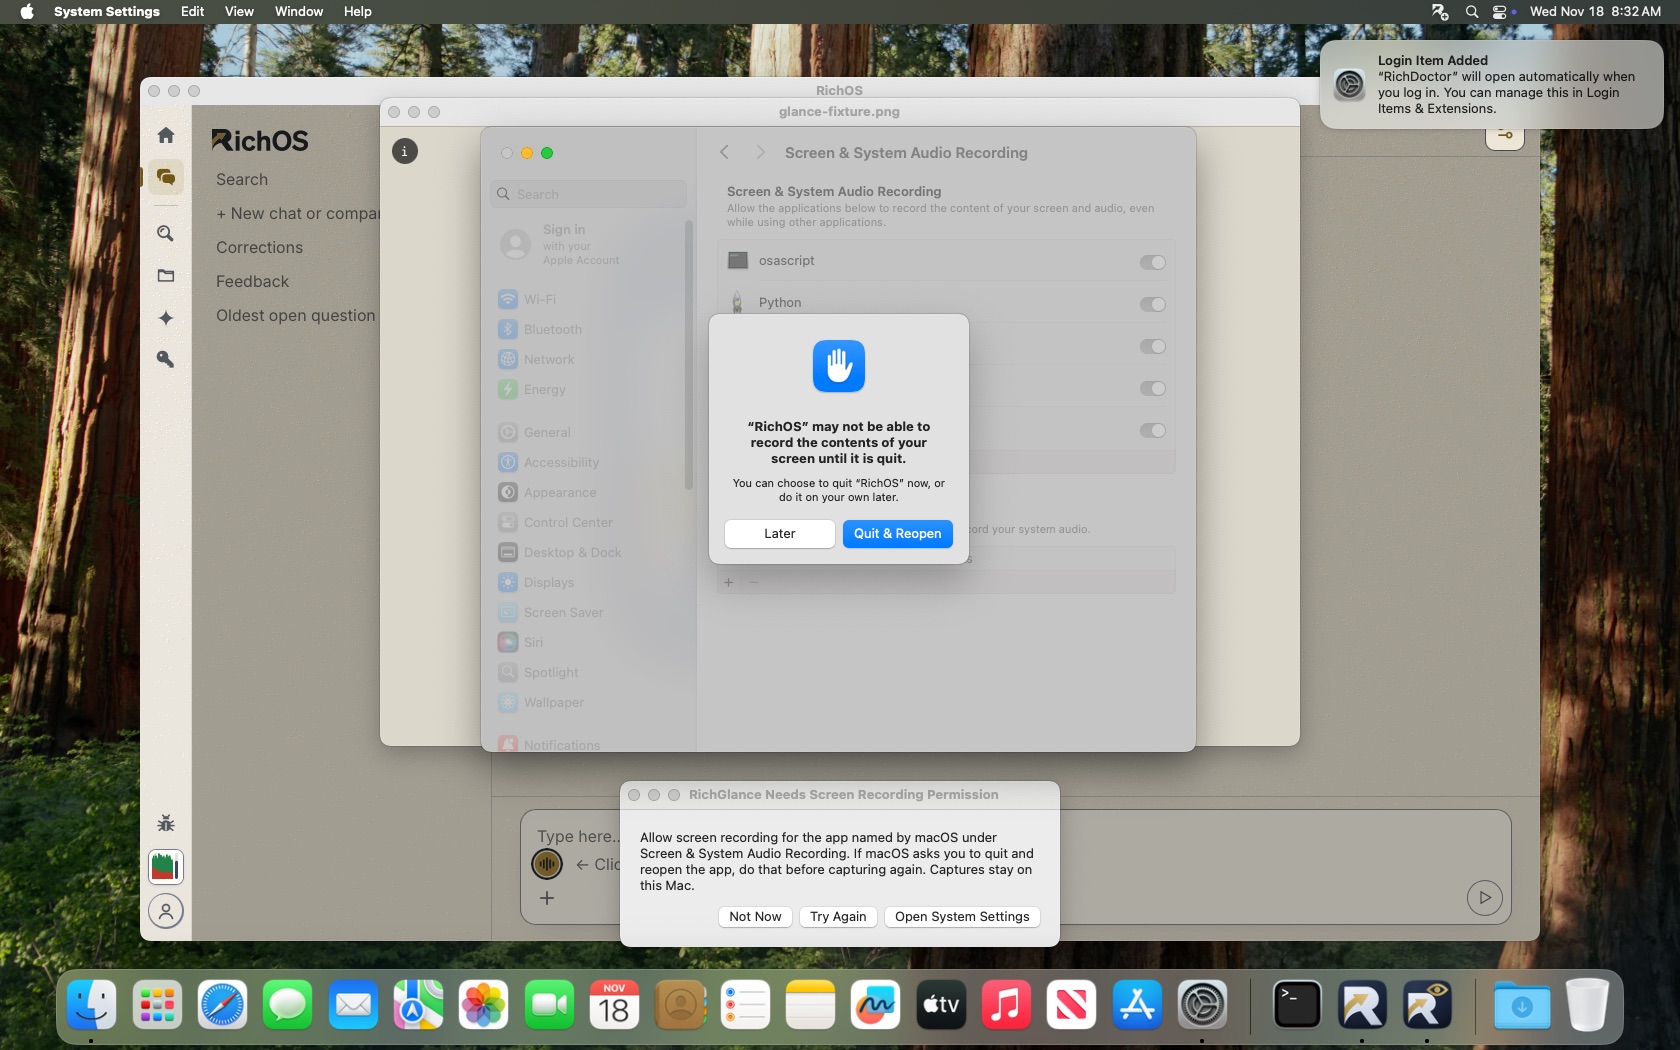 System Settings Edit View Window Help
Wed Nov 18 8:32 AM
Login Item Added
“RichDoctor” will open automatically when
you log in. You can manage this in Login
Items & Extensions.
RichOS
glance-fixture.png
RichOS
Search
+ New chat or compa
Corrections
Feedback
Oldest open question
i
Search
Sign in
with your
Apple Account
Wi-Fi
Bluetooth
Network
Energy
General
Accessibility
Appearance
Control Center
Desktop & Dock
Displays
Screen Saver
Siri
Spotlight
Wallpaper
Notifications
Screen & System Audio Recording
Screen & System Audio Recording
Allow the applications below to record the content of your screen and audio, even
while using other applications.
osascript
Python
“RichOS” may not be able to
record the contents of your
screen until it is quit.
You can choose to quit “RichOS” now, or
do it on your own later.
Later
Quit & Reopen
cord your system audio.
s
+ −
RichGlance Needs Screen Recording Permission
Allow screen recording for the app named by macOS under
Screen & System Audio Recording. If macOS asks you to quit and
reopen the app, do that before capturing again. Captures stay on
this Mac.
Not Now
Try Again
Open System Settings
Type here..
← Clic
+
NOV
18
tv
>_